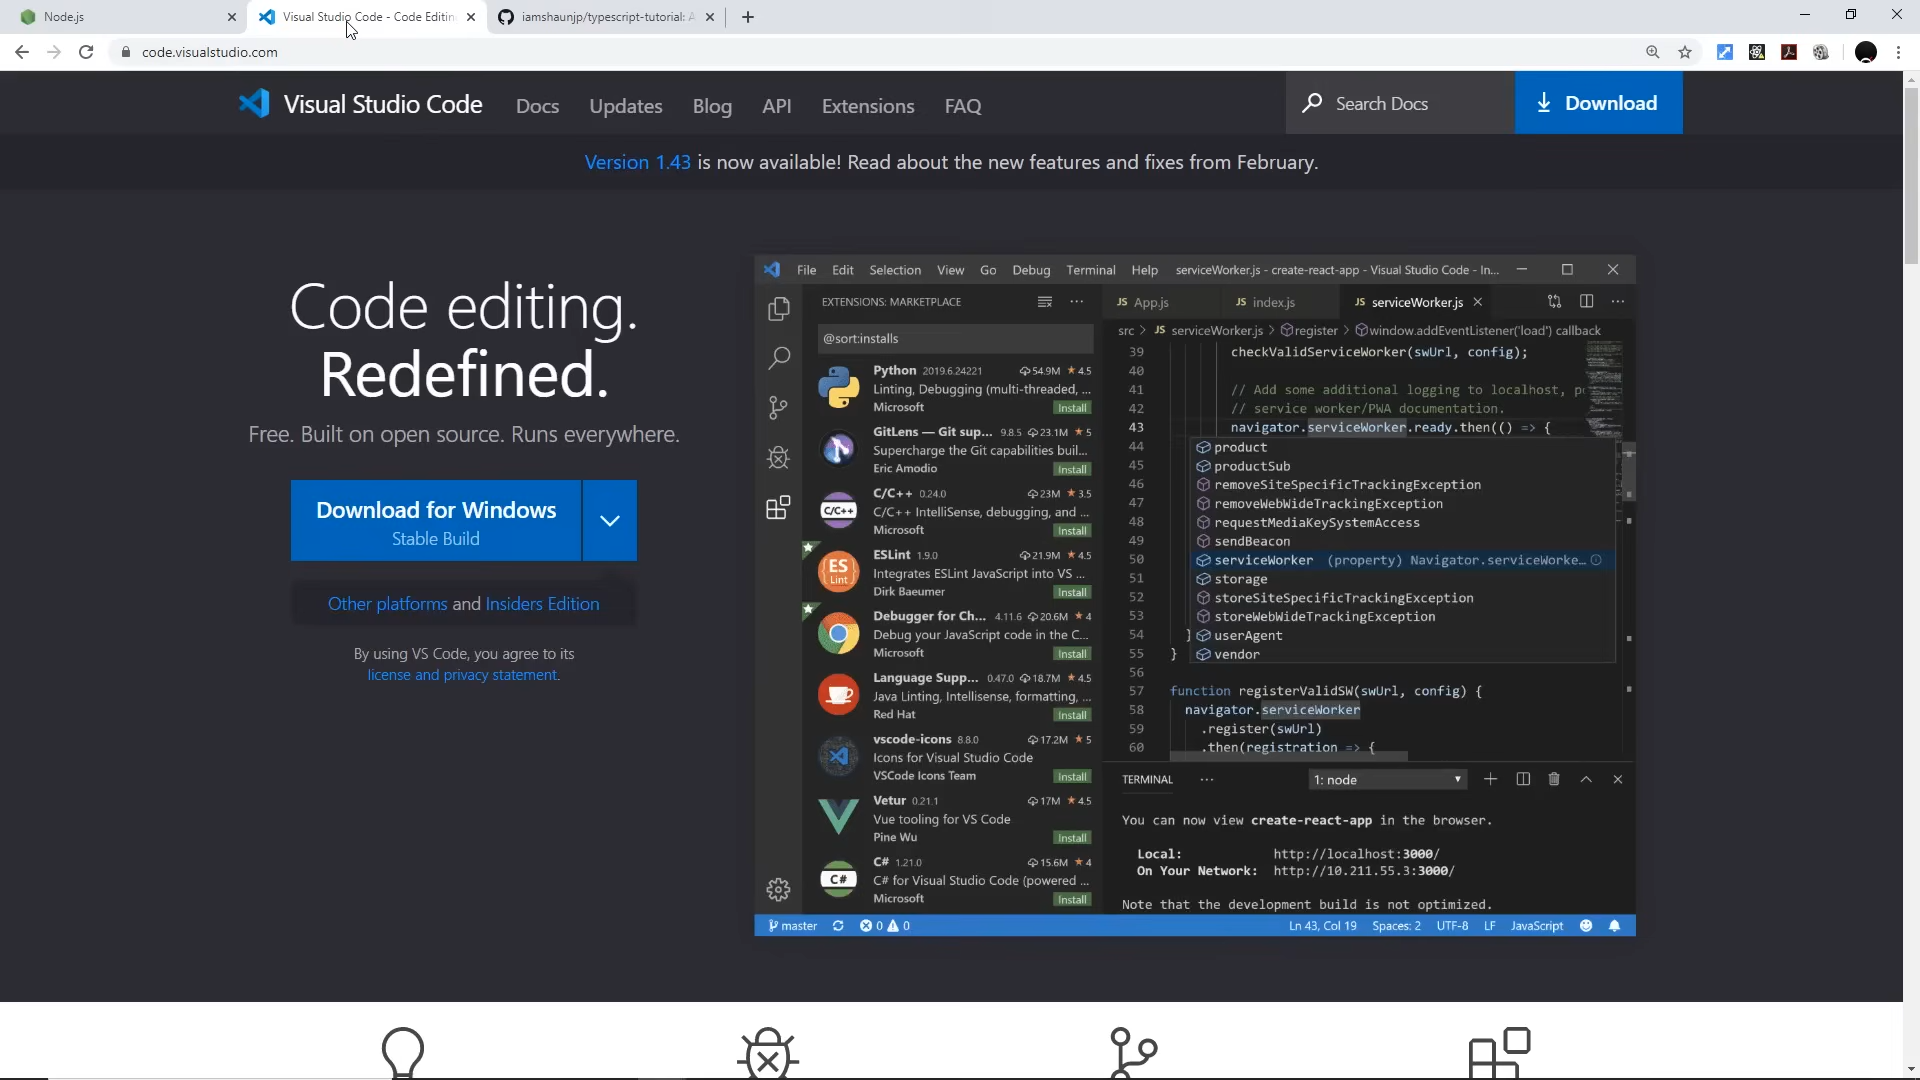 Node.js
Visual Studio Code - Code Editin
iamshaunjp/typescript-tutorial: A
code.visualstudio.com
Visual Studio Code
Docs
Updates
Blog
API
Extensions
FAQ
Search Docs
Download
Version 1.43 is now available! Read about the new features and fixes from February.
Code editing.
Redefined.
Free. Built on open source. Runs everywhere.
Download for Windows
Stable Build
Other platforms and Insiders Edition
By using VS Code, you agree to its
license and privacy statement.
File Edit Selection View Go Debug Terminal Help serviceWorker.js - create-react-app - Visual Studio Code - In...
EXTENSIONS: MARKETPLACE
@sort:installs
Python 2019.6.24221 54.9M ★ 4.5
Linting, Debugging (multi-threaded, ...
Microsoft Install
GitLens — Git sup... 9.8.5 23.1M ★ 5
Supercharge the Git capabilities buil...
Eric Amodio Install
C/C++ 0.24.0 23M ★ 3.5
C/C++ IntelliSense, debugging, and ...
Microsoft Install
C/C++
ESLint 1.9.0 21.9M ★ 4.5
Integrates ESLint JavaScript into VS ...
Dirk Baeumer Install
ES
Lint
Debugger for Ch... 4.11.6 20.6M ★ 4
Debug your JavaScript code in the C...
Microsoft Install
Language Supp... 0.47.0 18.7M ★ 4.5
Java Linting, Intellisense, formatting, ...
Red Hat Install
vscode-icons 8.8.0 17.2M ★ 5
Icons for Visual Studio Code
VSCode Icons Team Install
Vetur 0.21.1 17M ★ 4.5
Vue tooling for VS Code
Pine Wu Install
C# 1.21.0 15.6M ★ 4
C# for Visual Studio Code (powered ...
Microsoft Install
C#
JS App.js
JS index.js
JS serviceWorker.js
src > JS serviceWorker.js > register > window.addEventListener('load') callback
39 checkValidServiceWorker(swUrl, config);
40
41 // Add some additional logging to localhost, po
42 // service worker/PWA documentation.
43 navigator.serviceWorker.ready.then(() => {
44 product
45 productSub
46 removeSiteSpecificTrackingException
47 removeWebWideTrackingException
48 requestMediaKeySystemAccess
49 sendBeacon
50 serviceWorker (property) Navigator.serviceWorke...
51 storage
52 storeSiteSpecificTrackingException
53 storeWebWideTrackingException
54 } userAgent
55 } vendor
56
57 function registerValidSW(swUrl, config) {
58 navigator.serviceWorker
59 .register(swUrl)
60 .then(registration => {
TERMINAL ... 1: node
You can now view create-react-app in the browser.
Local: http://localhost:3000/
On Your Network: http://10.211.55.3:3000/
Note that the development build is not optimized.
master 0 0 Ln 43, Col 19 Spaces: 2 UTF-8 LF JavaScript